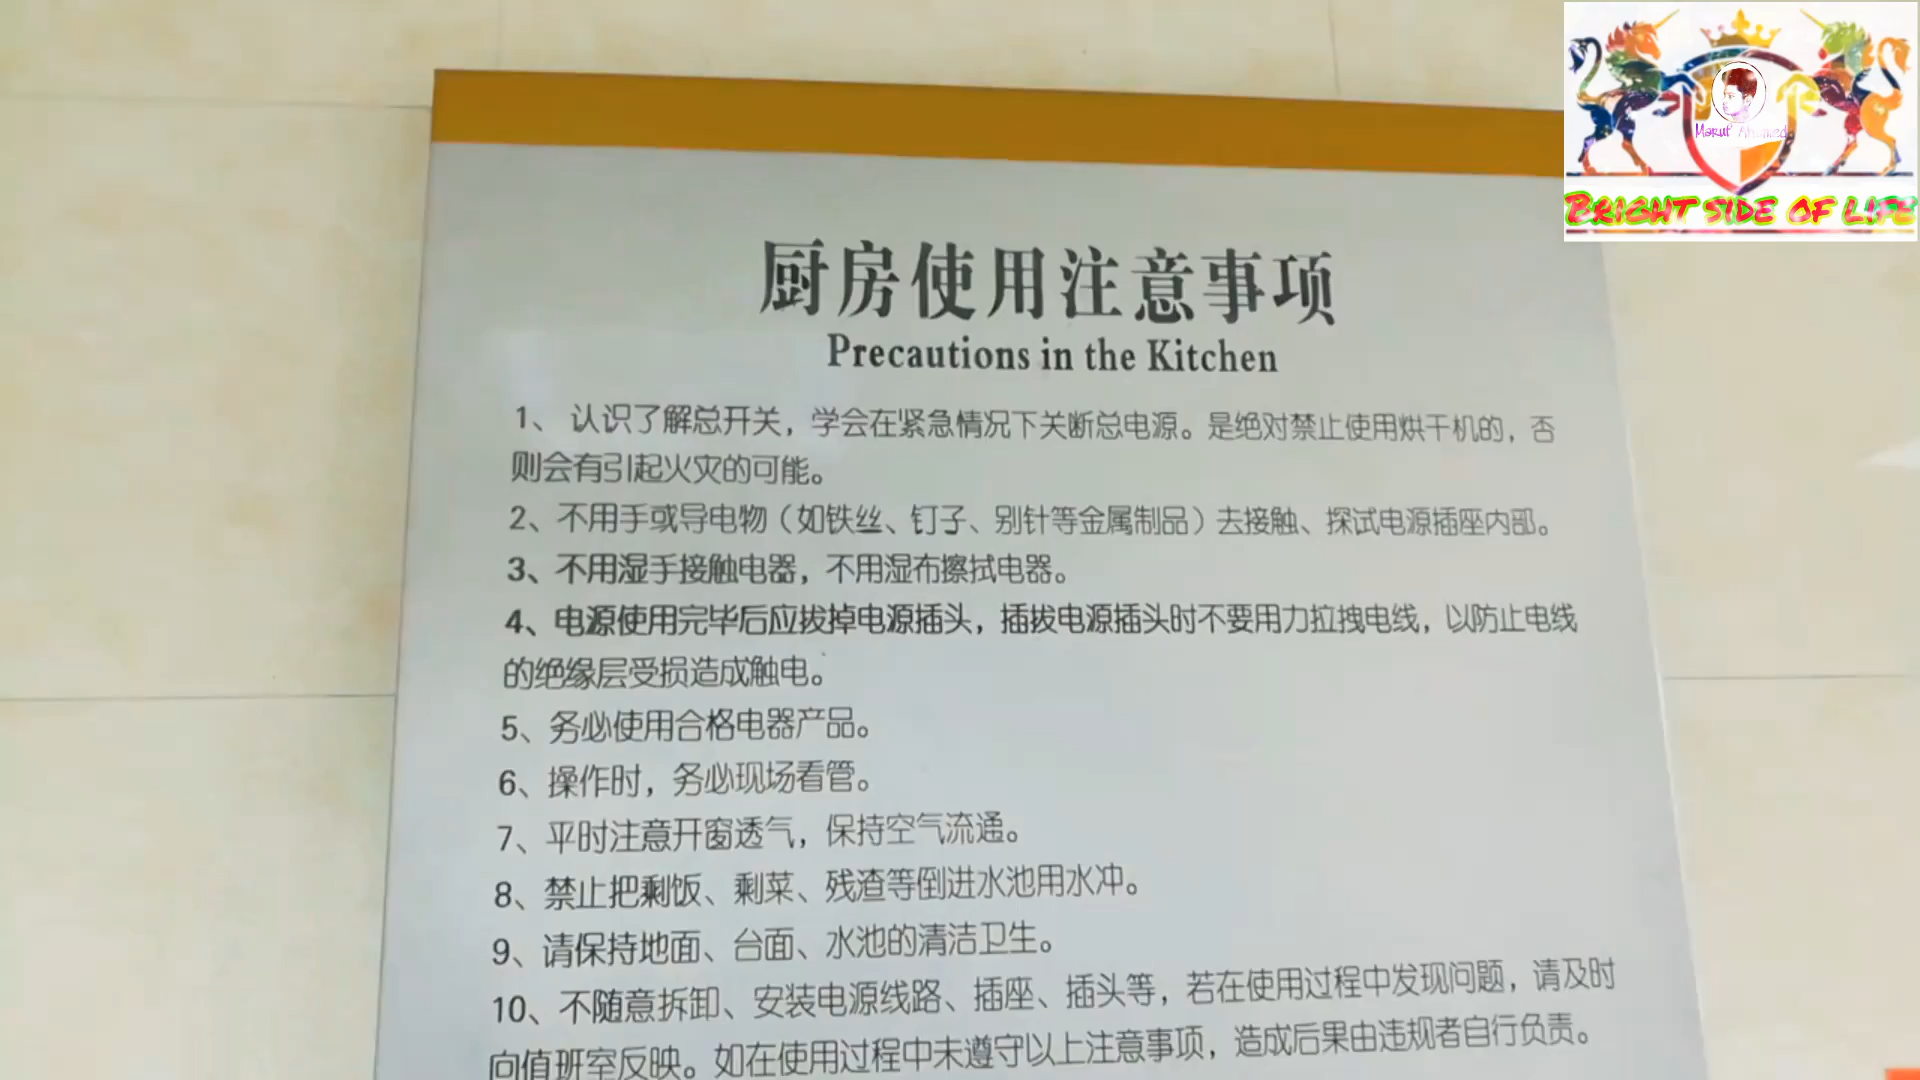 Maruf Ahmed
BRIGHT SIDE OF LIFE
厨房使用注意事项
Precautions in the Kitchen
1、 认识了解总开关，学会在紧急情况下关断总电源。是绝对禁止使用烘干机的，否
则会有引起火灾的可能。
2、不用手或导电物（如铁丝、钉子、别针等金属制品）去接触、探试电源插座内部。
3、不用湿手接触电器，不用湿布擦拭电器。
4、电源使用完毕后应拔掉电源插头，插拔电源插头时不要用力拉拽电线，以防止电线
的绝缘层受损造成触电。
5、务必使用合格电器产品。
6、操作时，务必现场看管。
7、平时注意开窗透气，保持空气流通。
8、禁止把剩饭、剩菜、残渣等倒进水池用水冲。
9、请保持地面、台面、水池的清洁卫生。
10、不随意拆卸、安装电源线路、插座、插头等，若在使用过程中发现问题，请及时
向值班室反映。如在使用过程中未遵守以上注意事项，造成后果由违规者自行负责。